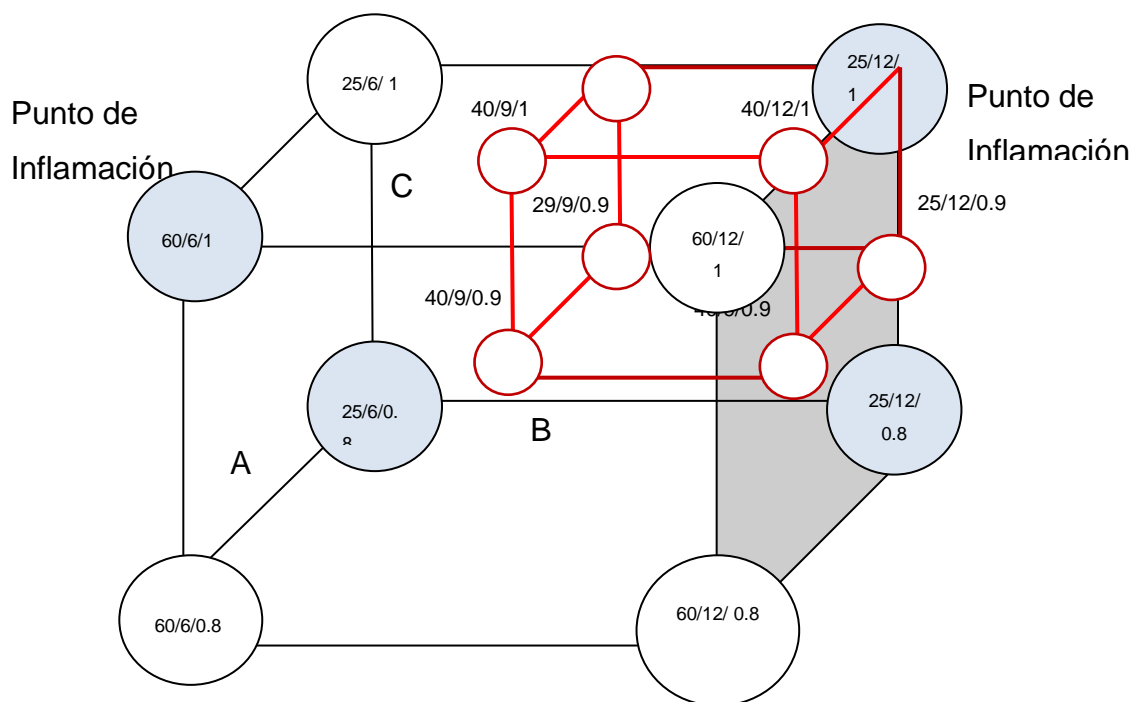 25/6/ 1
25/12/
1
Punto de
Inflamación
40/9/1
40/12/1
Punto de
Inflamación
C
29/9/0.9
25/12/0.9
60/6/1
60/12/
1
40/9/0.9
25/6/0.
8
25/12/
0.8
B
A
60/6/0.8
60/12/ 0.8